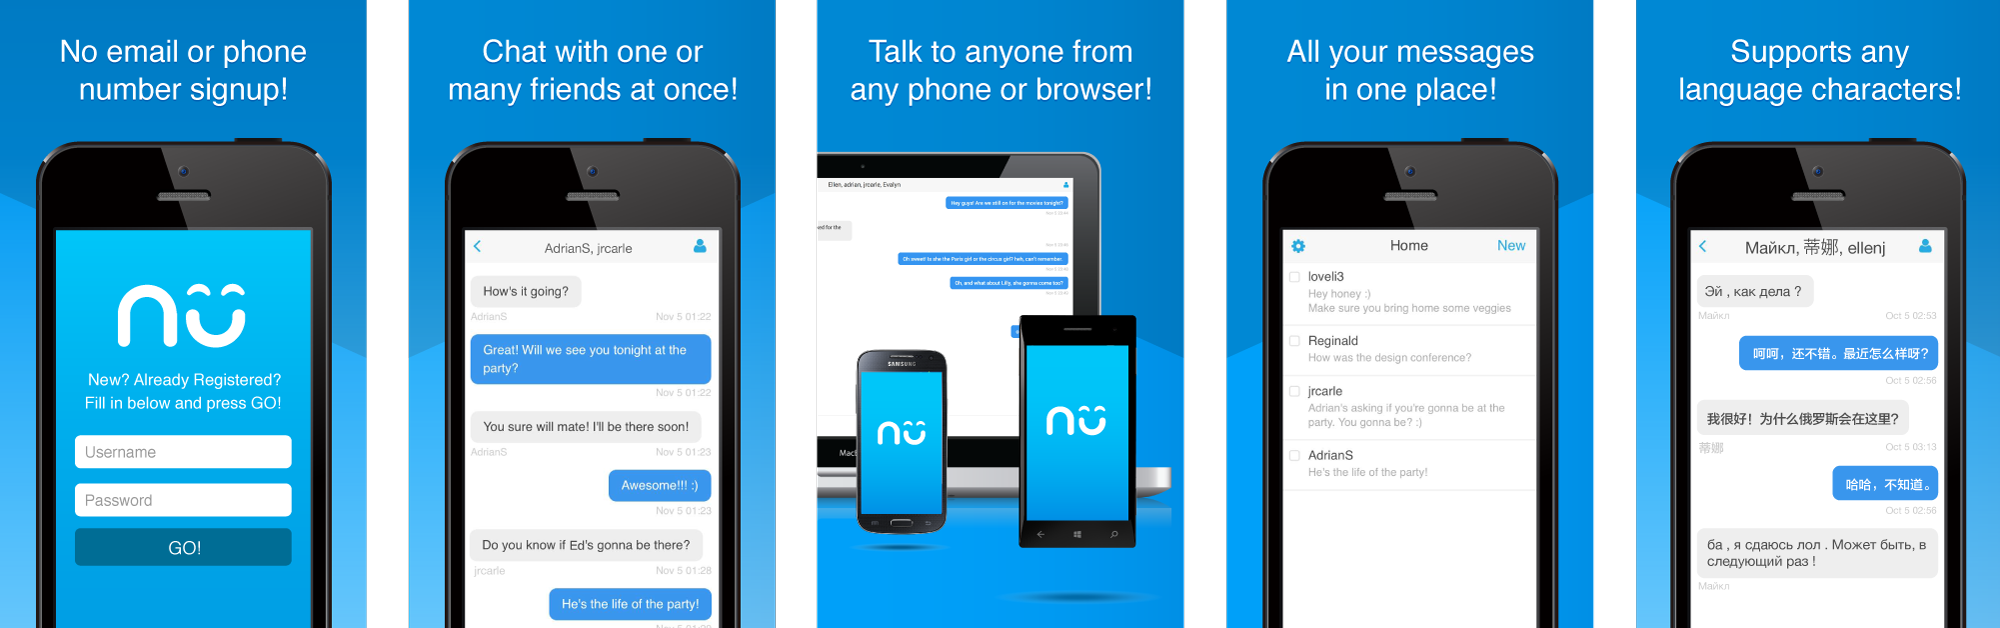 No email or phone
number signup!
nü
New? Already Registered?
Fill in below and press GO!
Username
Password
GO!
Chat with one or
many friends at once!
AdrianS, jrcarle
How's it going?
AdrianS Nov 5 01:22
Great! Will we see you tonight at the
party?
Nov 5 01:22
You sure will mate! I'll be there soon!
AdrianS Nov 5 01:23
Awesome!!! :)
Nov 5 01:23
Do you know if Ed's gonna be there?
jrcarle Nov 5 01:28
He's the life of the party!
Talk to anyone from
any phone or browser!
Ellen, adrian, jrcarle, Evalyn
Hey guys! Are we still on for the movies tonight?
Oh sweet! Is she the Paris girl or the circus girl? heh, can't remember.
Oh, and what about Lilly, she gonna come too?
SAMSUNG
nü
nü
All your messages
in one place!
Home New
loveli3
Hey honey :)
Make sure you bring home some veggies
Reginald
How was the design conference?
jrcarle
Adrian's asking if you're gonna be at the
party. You gonna be? :)
AdrianS
He's the life of the party!
Supports any
language characters!
Майкл, 蒂娜, ellenj
Эй , как дела ?
Майкл Oct 5 02:53
呵呵，还不错。最近怎么样呀？
Oct 5 02:56
我很好！为什么俄罗斯会在这里？
蒂娜 Oct 5 03:13
哈哈，不知道。
Oct 5 02:56
ба , я сдаюсь лол . Может быть, в
следующий раз !
Майкл